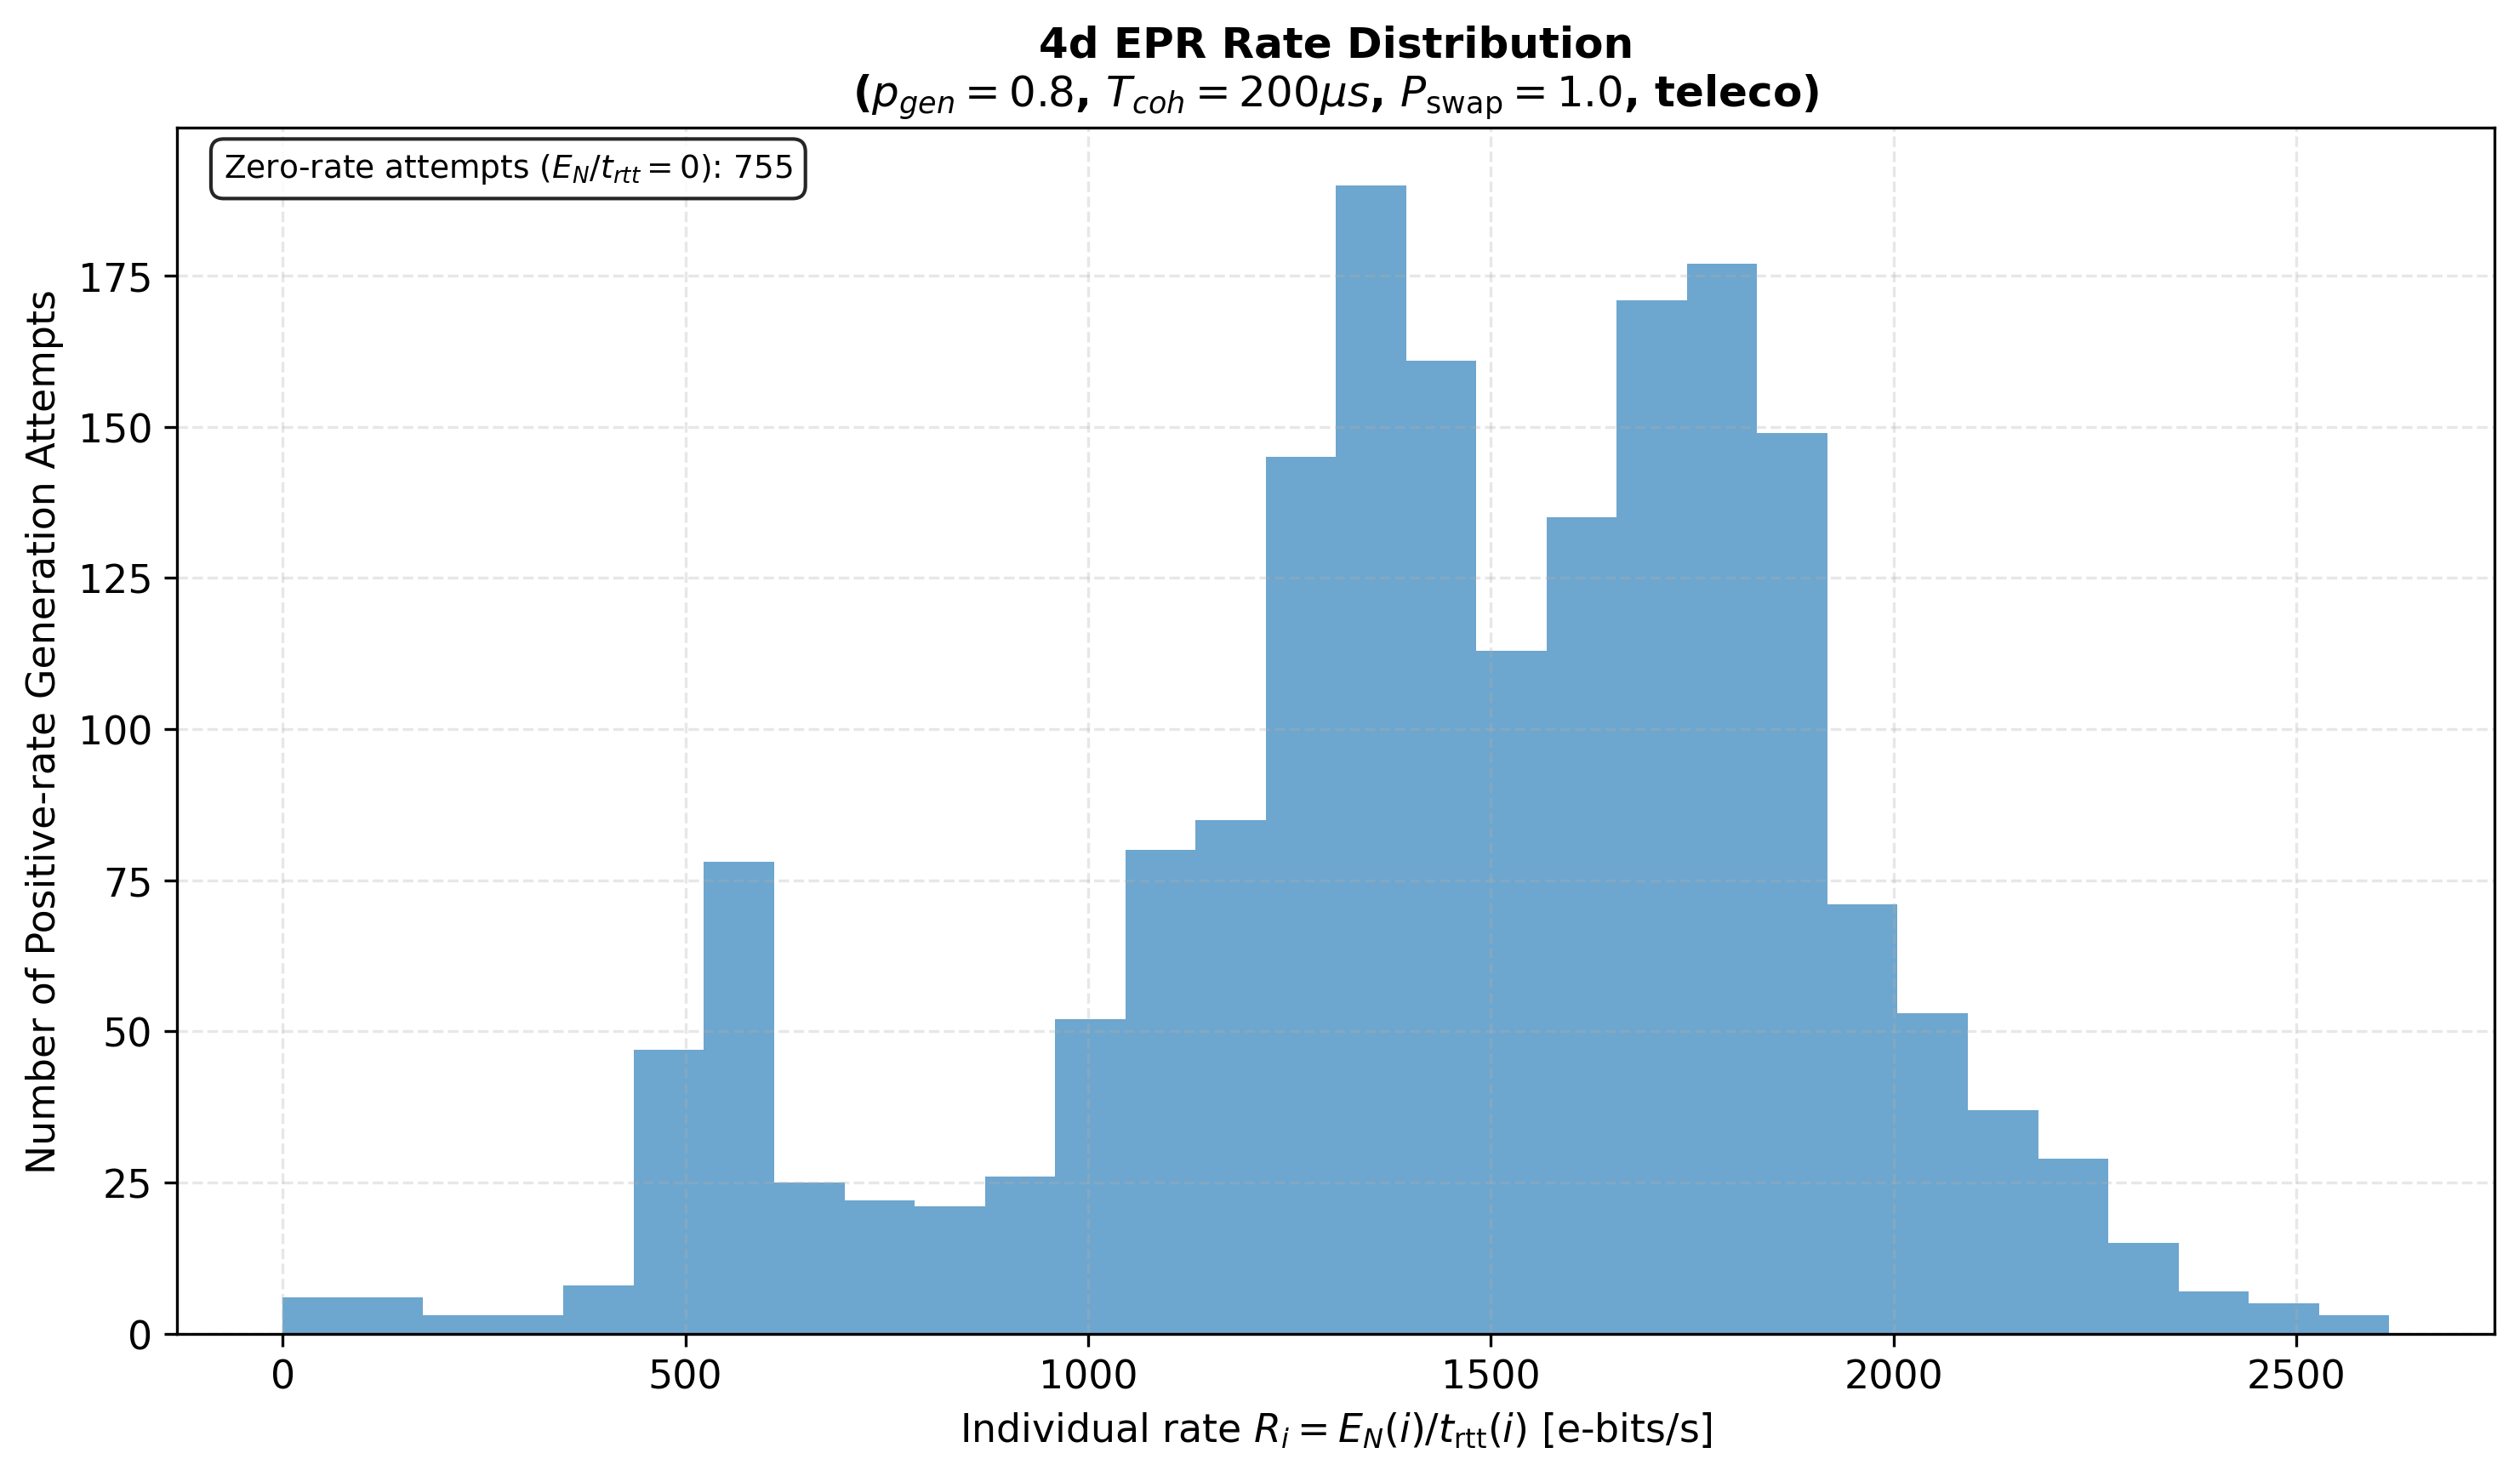 4d EPR Rate Distribution
(p_gen = 0.8, T_coh = 200μs, P_swap = 1.0, teleco)
Zero-rate attempts (E_N/t_rtt = 0): 755
Number of Positive-rate Generation Attempts
175
150
125
100
75
50
25
0
0 500 1000 1500 2000 2500
Individual rate R_i = E_N(i)/t_rtt(i) [e-bits/s]